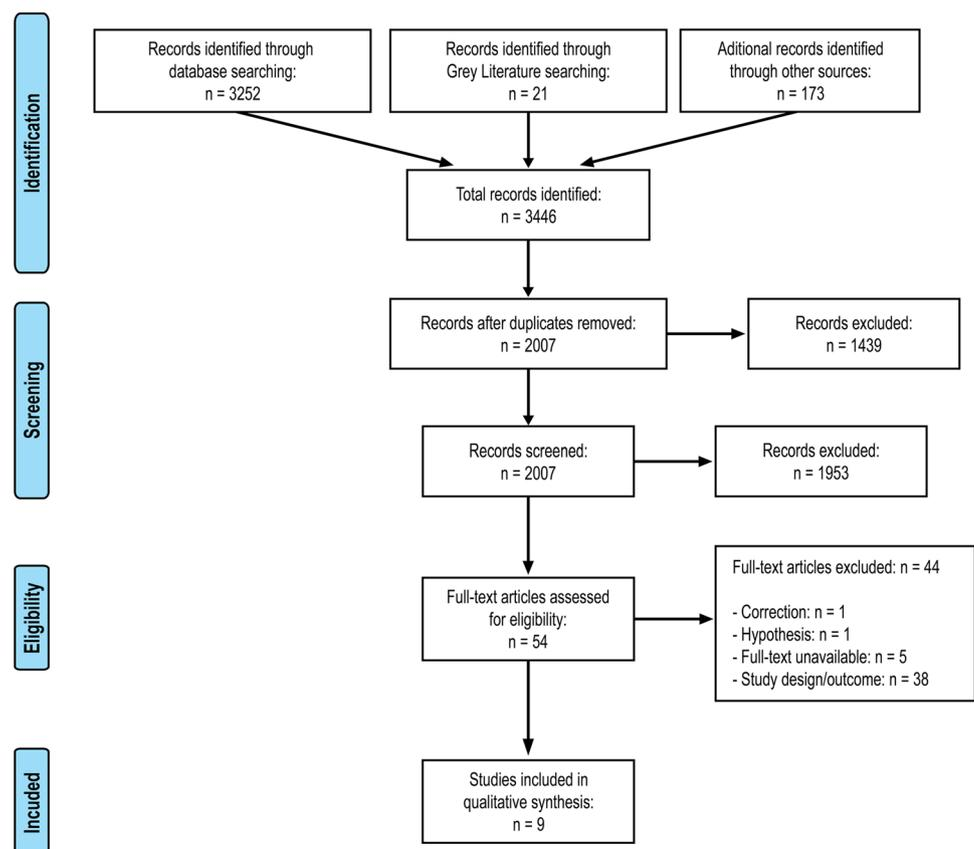 Identification
Records identified through
database searching:
n = 3252
Records identified through
Grey Literature searching:
n = 21
Aditional records identified
through other sources:
n = 173
Total records identified:
n = 3446
Screening
Records after duplicates removed:
n = 2007
Records excluded:
n = 1439
Records screened:
n = 2007
Records excluded:
n = 1953
Eligibility
Full-text articles assessed
for eligibility:
n = 54
Full-text articles excluded: n = 44
- Correction: n = 1
- Hypothesis: n = 1
- Full-text unavailable: n = 5
- Study design/outcome: n = 38
Incuded
Studies included in
qualitative synthesis:
n = 9